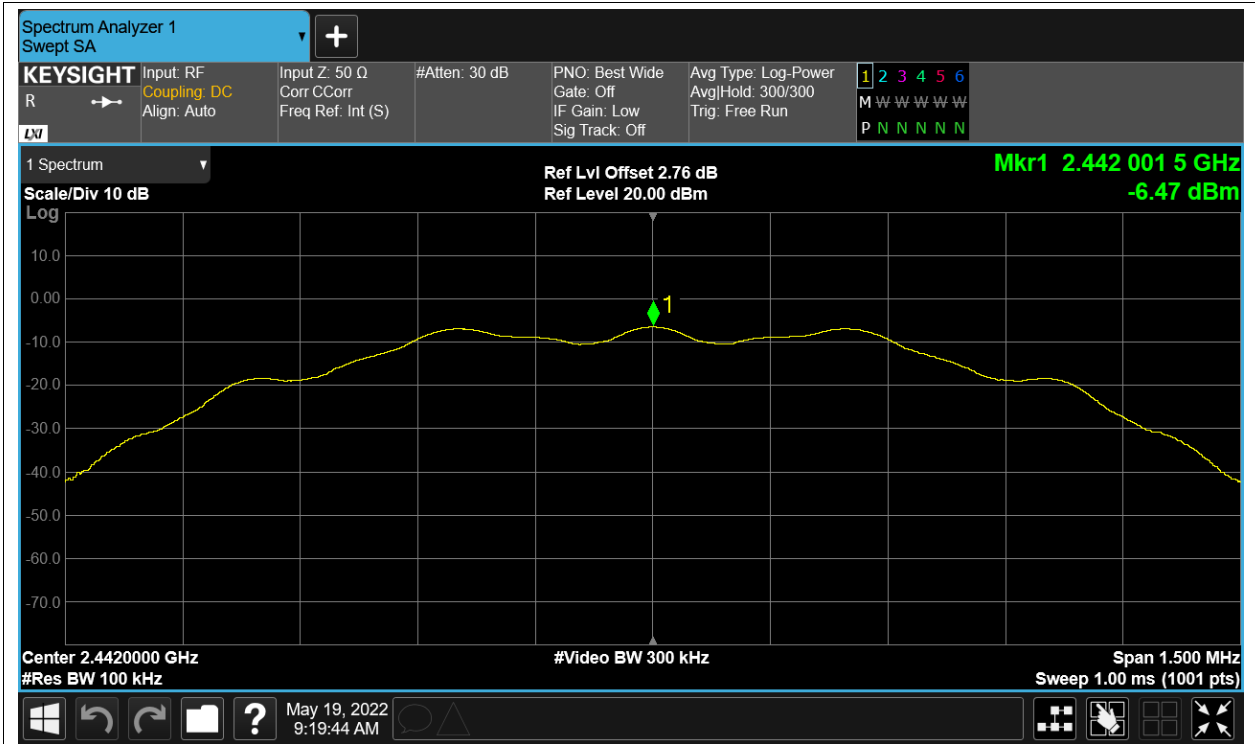 Spectrum Analyzer 1
Swept SA
KEYSIGHT
R
LXI
Input: RF
Coupling: DC
Align: Auto
Input Z: 50 Ω
Corr CCorr
Freq Ref: Int (S)
#Atten: 30 dB
PNO: Best Wide
Gate: Off
IF Gain: Low
Sig Track: Off
Avg Type: Log-Power
Avg|Hold: 300/300
Trig: Free Run
1 2 3 4 5 6
M W W W W W
P N N N N N
1 Spectrum
Scale/Div 10 dB
Log
Ref Lvl Offset 2.76 dB
Ref Level 20.00 dBm
Mkr1 2.442 001 5 GHz
-6.47 dBm
10.0
0.00
1
-10.0
-20.0
-30.0
-40.0
-50.0
-60.0
-70.0
Center 2.4420000 GHz
#Res BW 100 kHz
#Video BW 300 kHz
Span 1.500 MHz
Sweep 1.00 ms (1001 pts)
?
May 19, 2022
9:19:44 AM